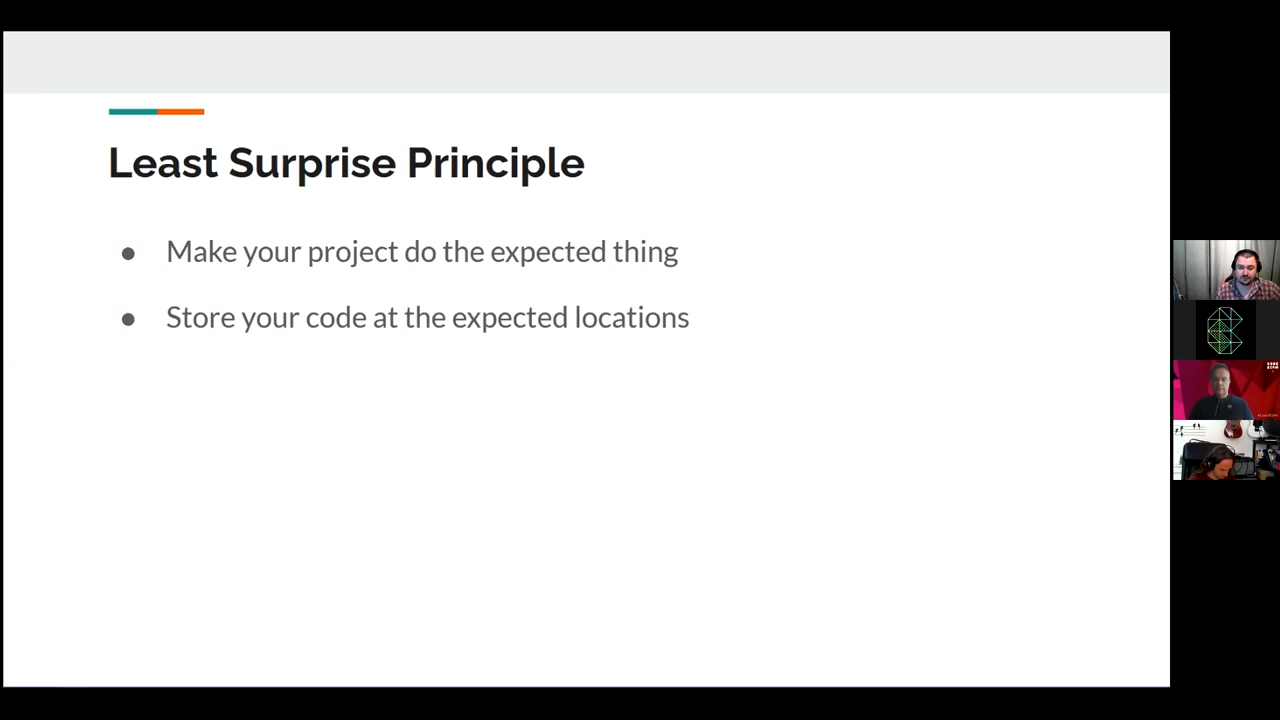 Least Surprise Principle
● Make your project do the expected thing
● Store your code at the expected locations